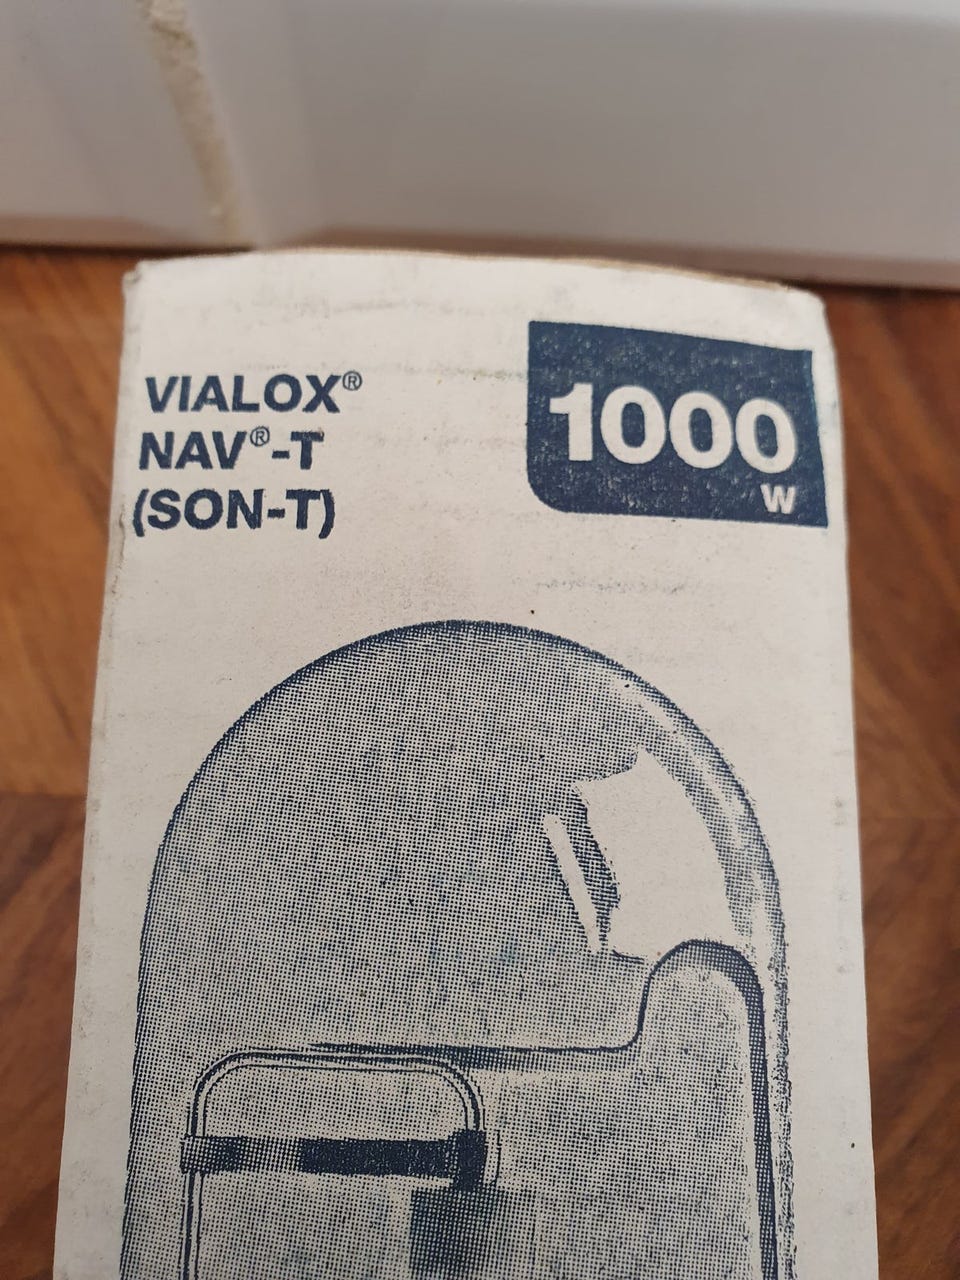 VIALOX®
NAV®-T
(SON-T)
1000
W